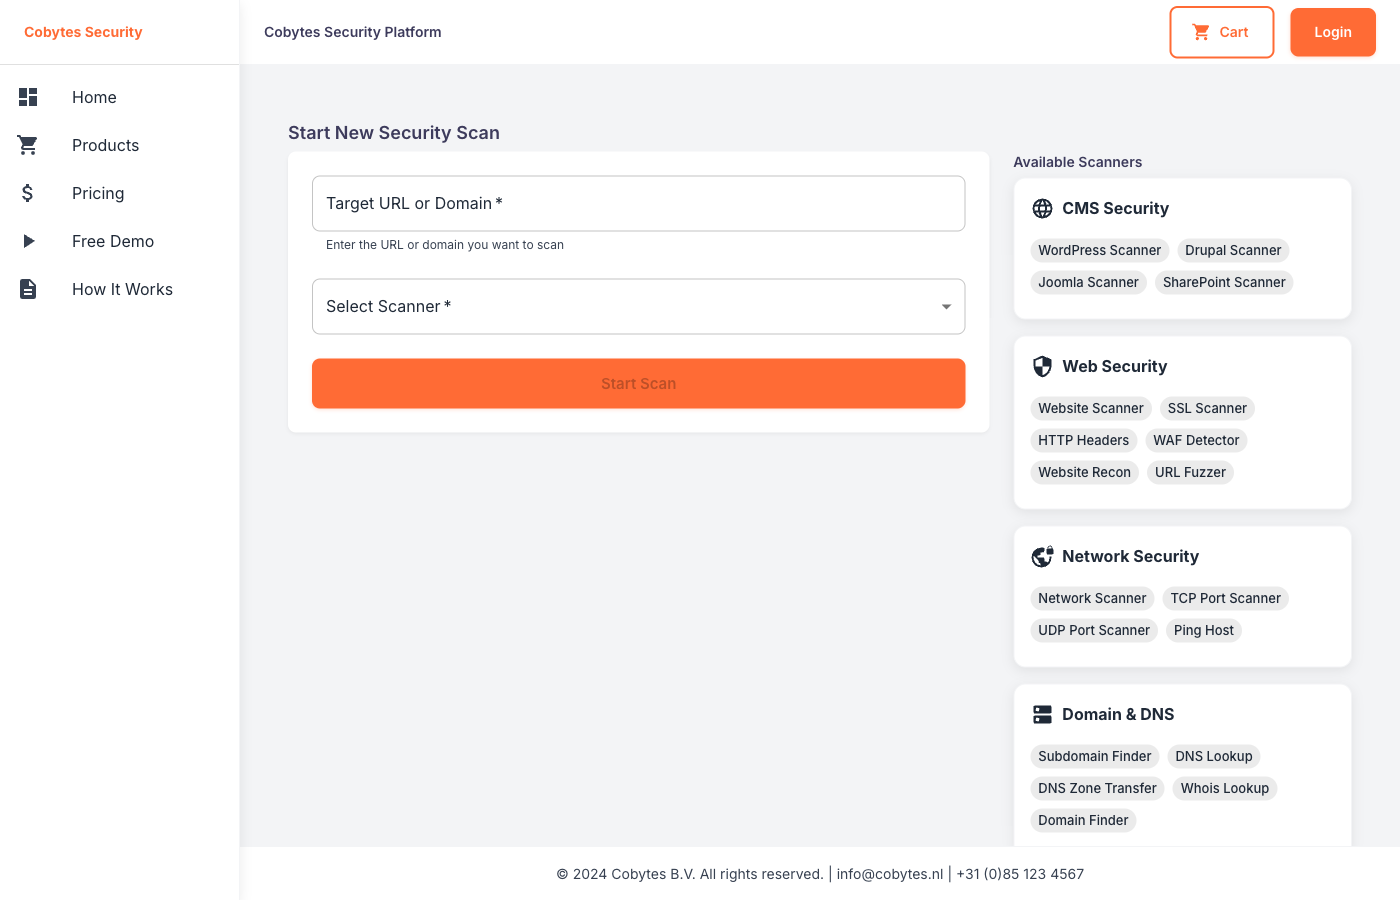 Cobytes Security
Cobytes Security Platform
Cart
Login
Home
Products
Pricing
Free Demo
How It Works
Start New Security Scan
Target URL or Domain *
Enter the URL or domain you want to scan
Select Scanner *
Start Scan
Available Scanners
CMS Security
WordPress Scanner Drupal Scanner
Joomla Scanner SharePoint Scanner
Web Security
Website Scanner SSL Scanner
HTTP Headers WAF Detector
Website Recon URL Fuzzer
Network Security
Network Scanner TCP Port Scanner
UDP Port Scanner Ping Host
Domain & DNS
Subdomain Finder DNS Lookup
DNS Zone Transfer Whois Lookup
Domain Finder
© 2024 Cobytes B.V. All rights reserved. | info@cobytes.nl | +31 (0)85 123 4567